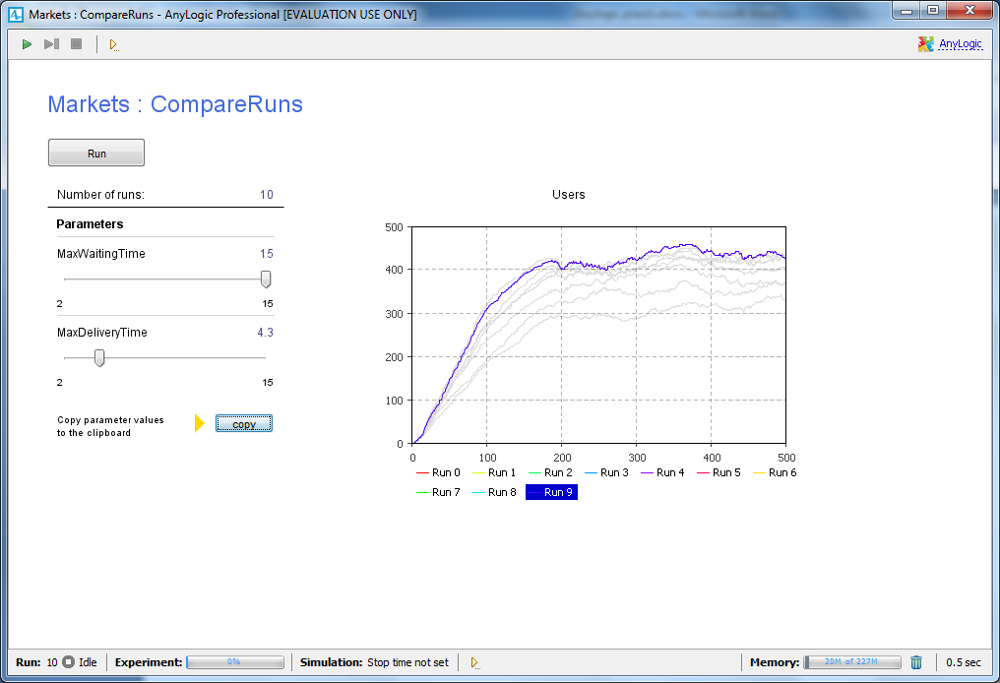 Markets : CompareRuns - AnyLogic Professional [EVALUATION USE ONLY]
AnyLogic
Markets : CompareRuns
Run
Number of runs: 10
Parameters
MaxWaitingTime 15
2 15
MaxDeliveryTime 4.3
2 15
Copy parameter values
to the clipboard
copy
Users
500
400
300
200
100
0
0 100 200 300 400 500
Run 0 Run 1 Run 2 Run 3 Run 4 Run 5 Run 6
Run 7 Run 8 Run 9
Run: 10 Idle Experiment: 0% Simulation: Stop time not set Memory: 20M of 227M 0.5 sec